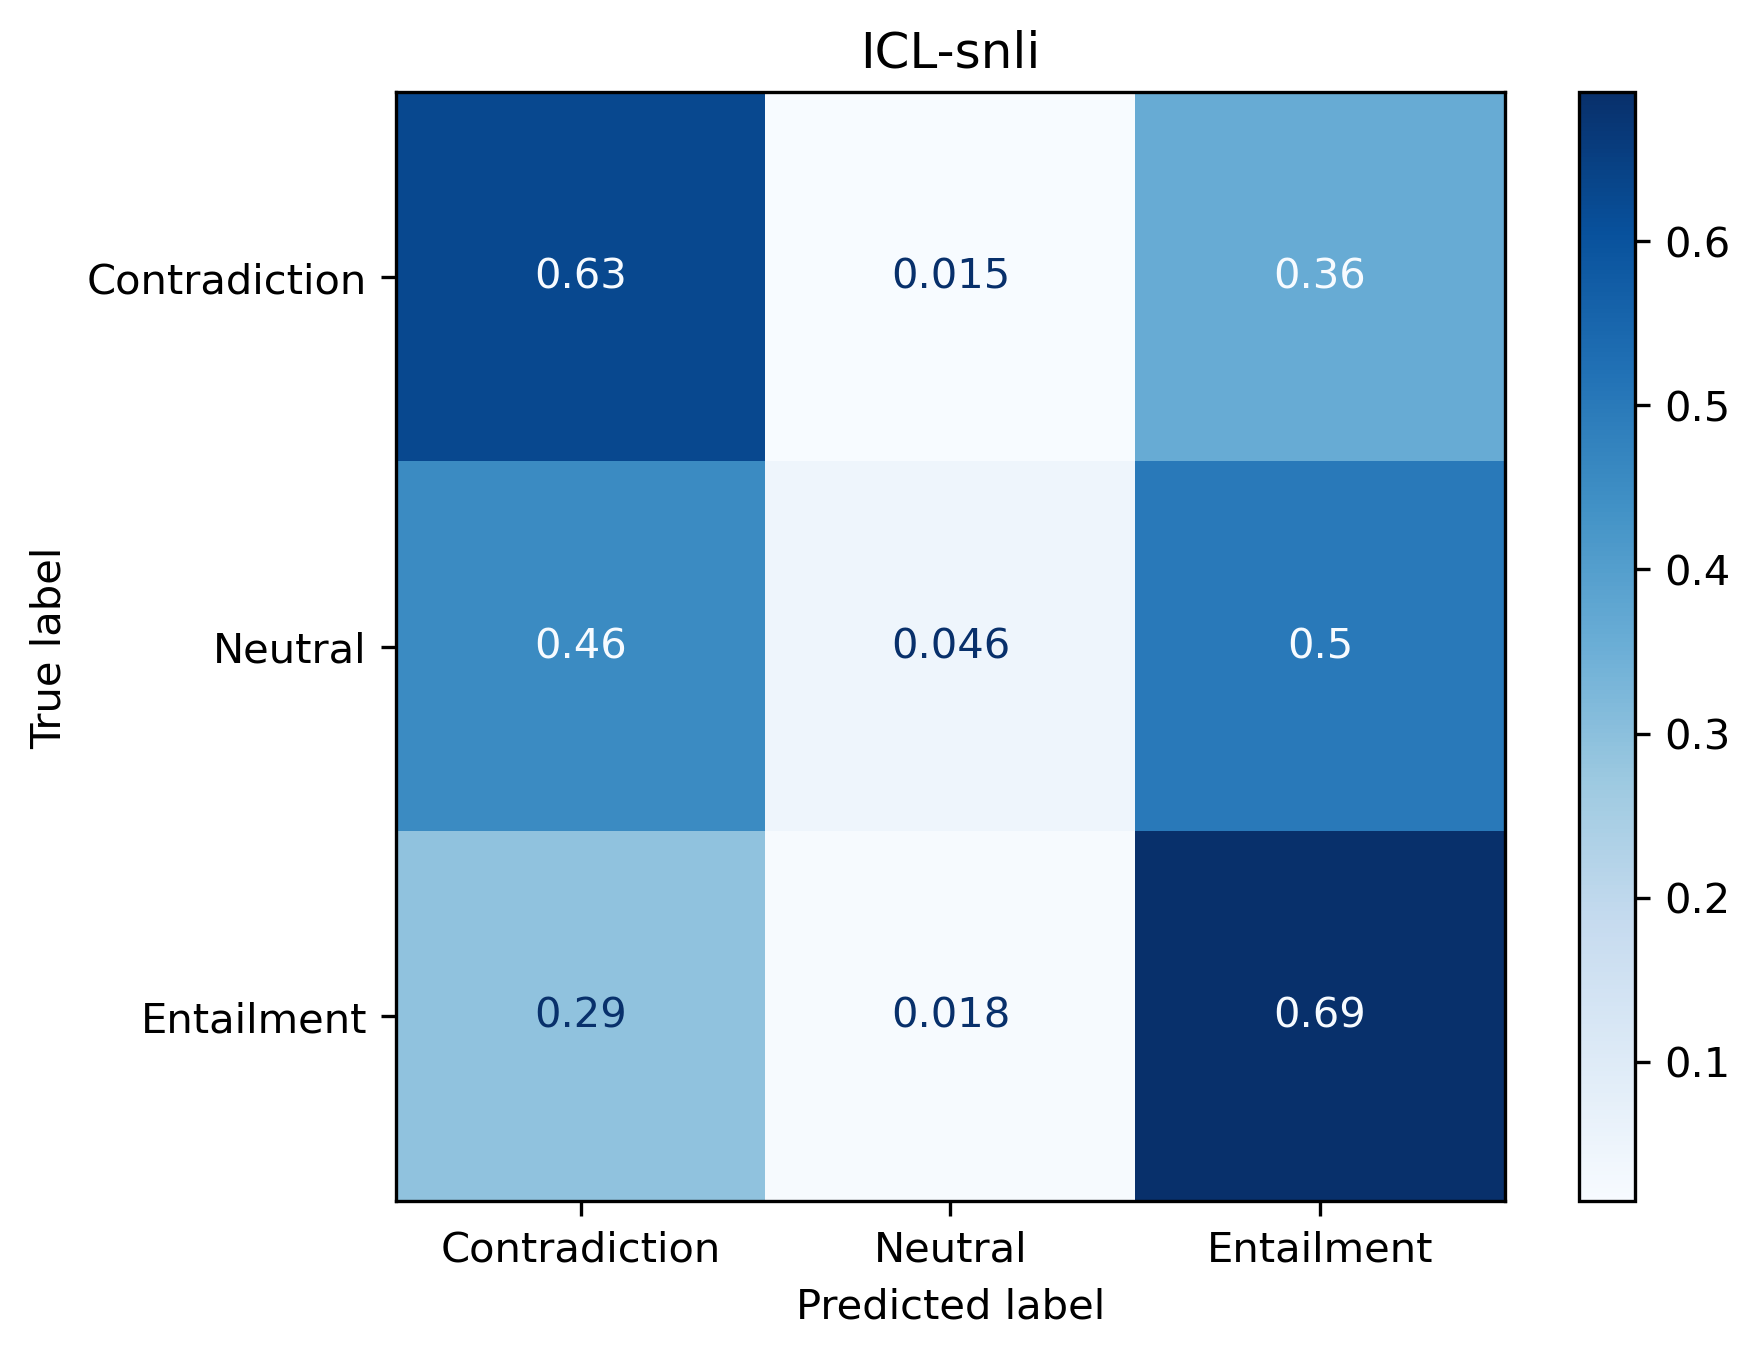 ICL-snli
Contradiction 0.63 0.015 0.36
Neutral 0.46 0.046 0.5
Entailment 0.29 0.018 0.69
Contradiction Neutral Entailment
Predicted label
True label
0.6
0.5
0.4
0.3
0.2
0.1